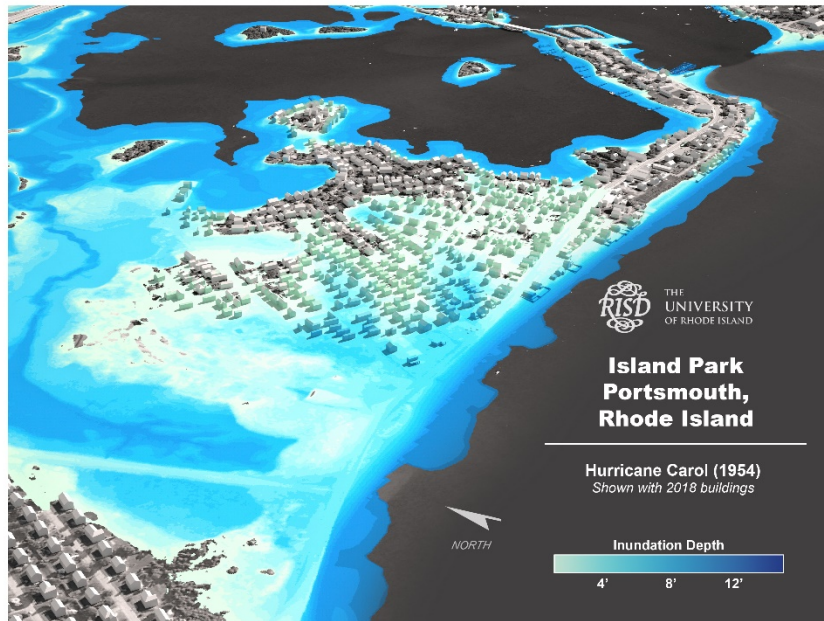 RISD
THE
UNIVERSITY
OF RHODE ISLAND
Island Park
Portsmouth,
Rhode Island
Hurricane Carol (1954)
Shown with 2018 buildings
NORTH
Inundation Depth
4' 8' 12'